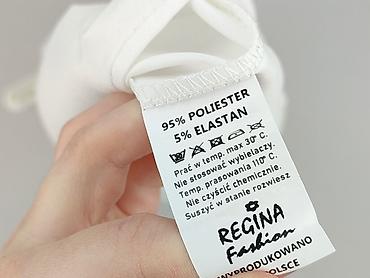 95% POLIESTER
5% ELASTAN
Prać w temp. max 30° C.
Nie stosować wybielaczy.
Temp. prasowania 110° C.
Nie czyścić chemicznie.
Suszyć w stanie rozwiesz
REGINA
Fashion
WYPRODUKOWANO
POLSCE